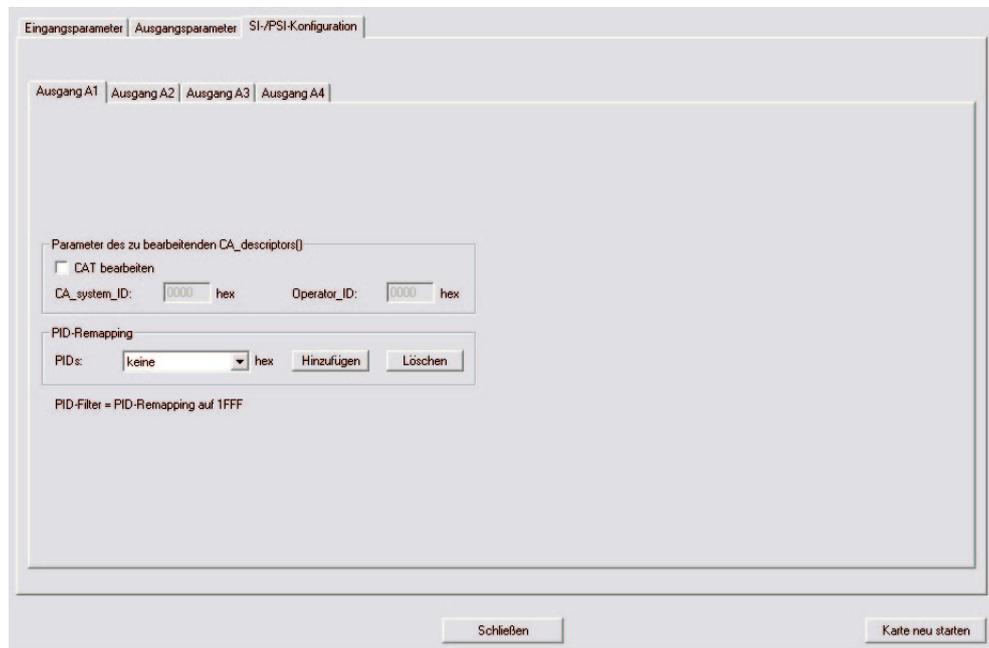 Eingangsparameter Ausgangsparameter SI-/PSI-Konfiguration
Ausgang A1 Ausgang A2 Ausgang A3 Ausgang A4
Parameter des zu bearbeitenden CA_descriptors()
CAT bearbeiten
CA_system_ID: 0000 hex Operator_ID: 0000 hex
PID-Remapping
PIDs: keine hex Hinzufügen Löschen
PID-Filter = PID-Remapping auf 1FFF
Schließen Karte neu starten